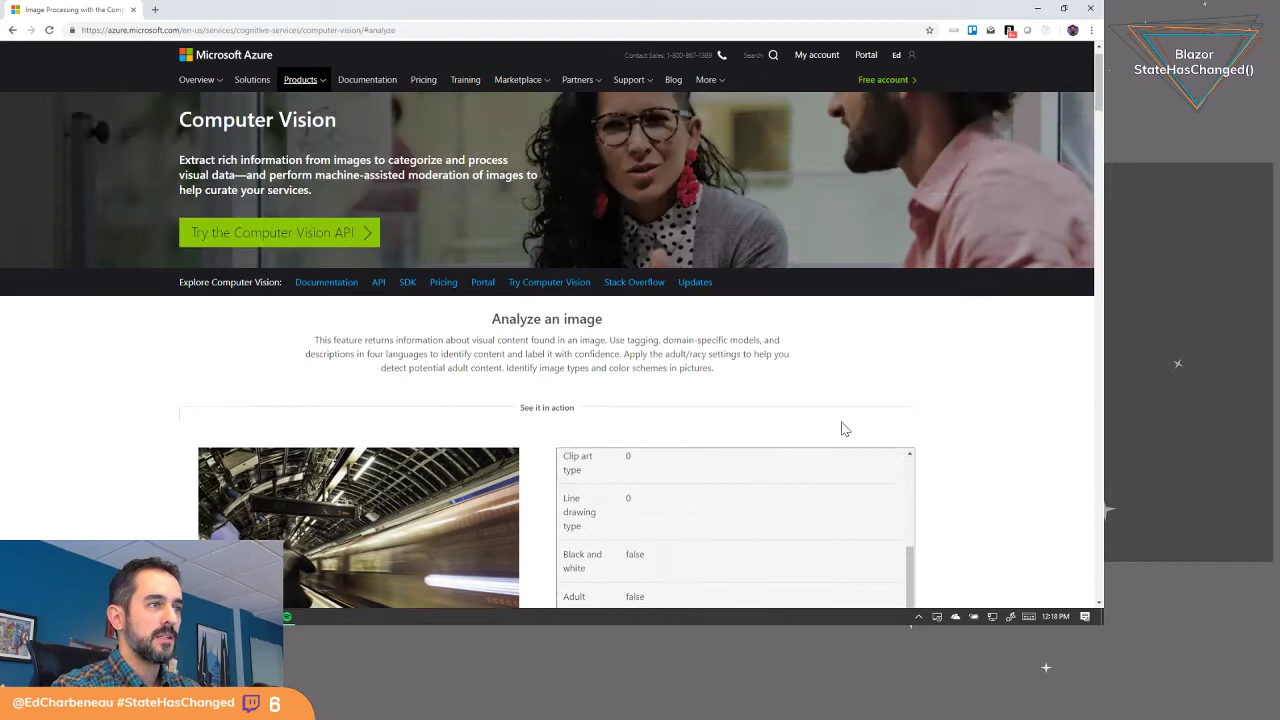 Image Processing with the Comp
https://azure.microsoft.com/en-us/services/cognitive-services/computer-vision/#analyze
Microsoft Azure
Contact Sales: 1-800-867-1389
Search
My account
Portal
Ed
Overview
Solutions
Products
Documentation
Pricing
Training
Marketplace
Partners
Support
Blog
More
Free account
Blazor
StateHasChanged()
Computer Vision
Extract rich information from images to categorize and process
visual data—and perform machine-assisted moderation of images to
help curate your services.
Try the Computer Vision API
Explore Computer Vision:
Documentation
API
SDK
Pricing
Portal
Try Computer Vision
Stack Overflow
Updates
Analyze an image
This feature returns information about visual content found in an image. Use tagging, domain-specific models, and
descriptions in four languages to identify content and label it with confidence. Apply the adult/racy settings to help you
detect potential adult content. Identify image types and color schemes in pictures.
See it in action
Clip art 0
type
Line 0
drawing
type
Black and false
white
Adult false
12:18 PM
@EdCharbeneau #StateHasChanged 6